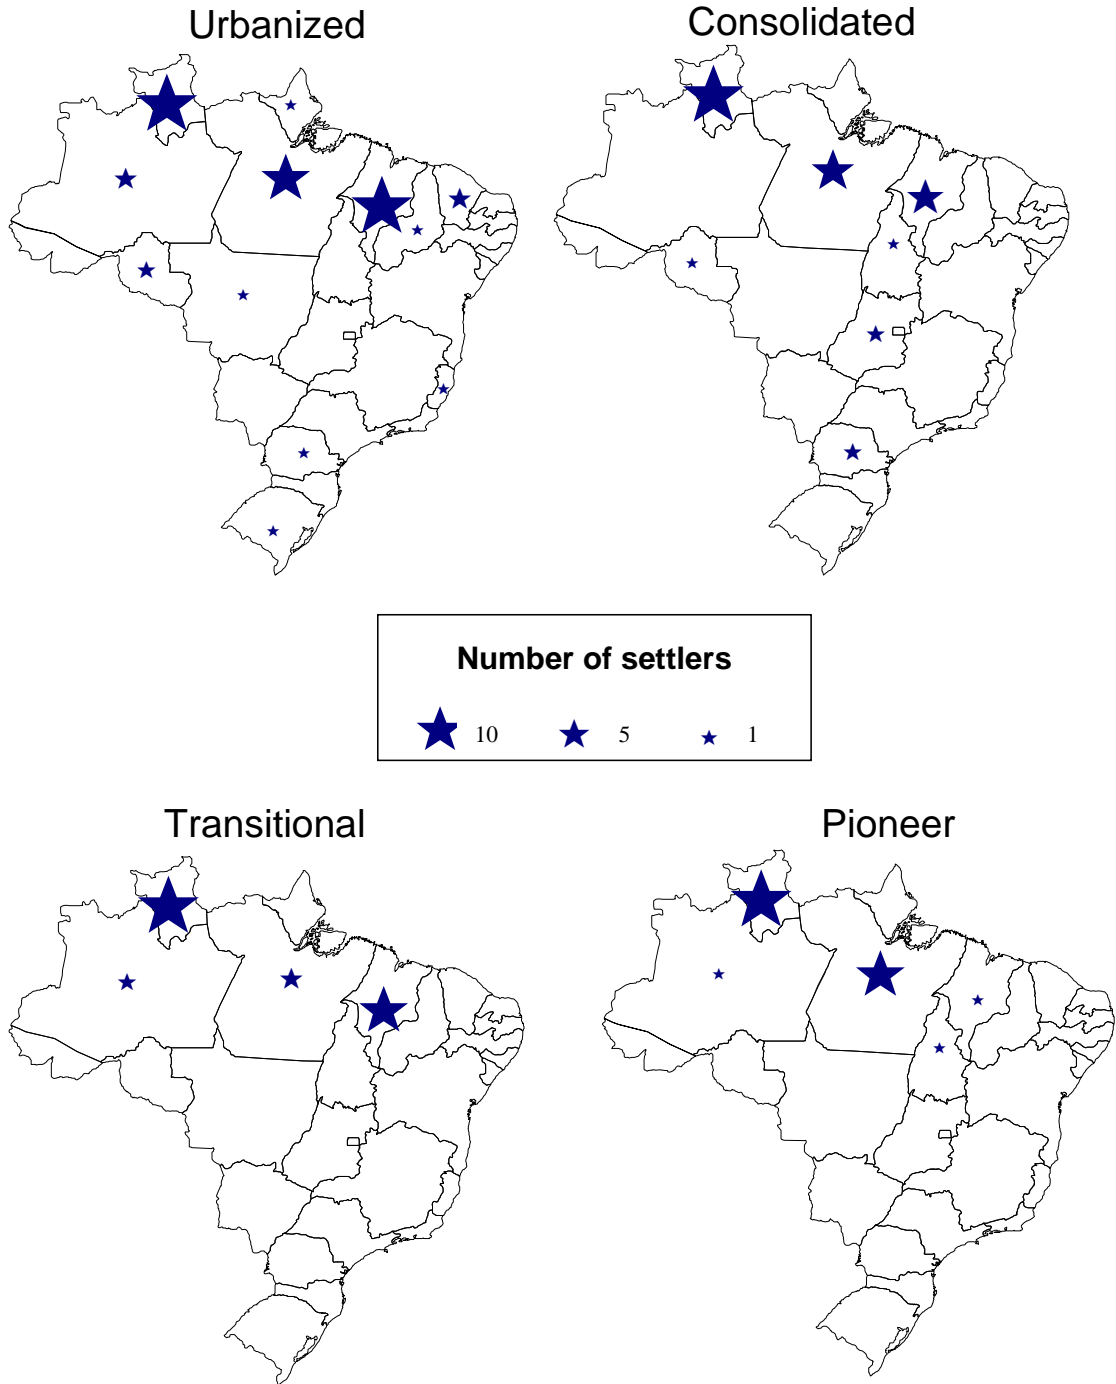 Urbanized
Consolidated
Number of settlers
10 5 1
Transitional
Pioneer